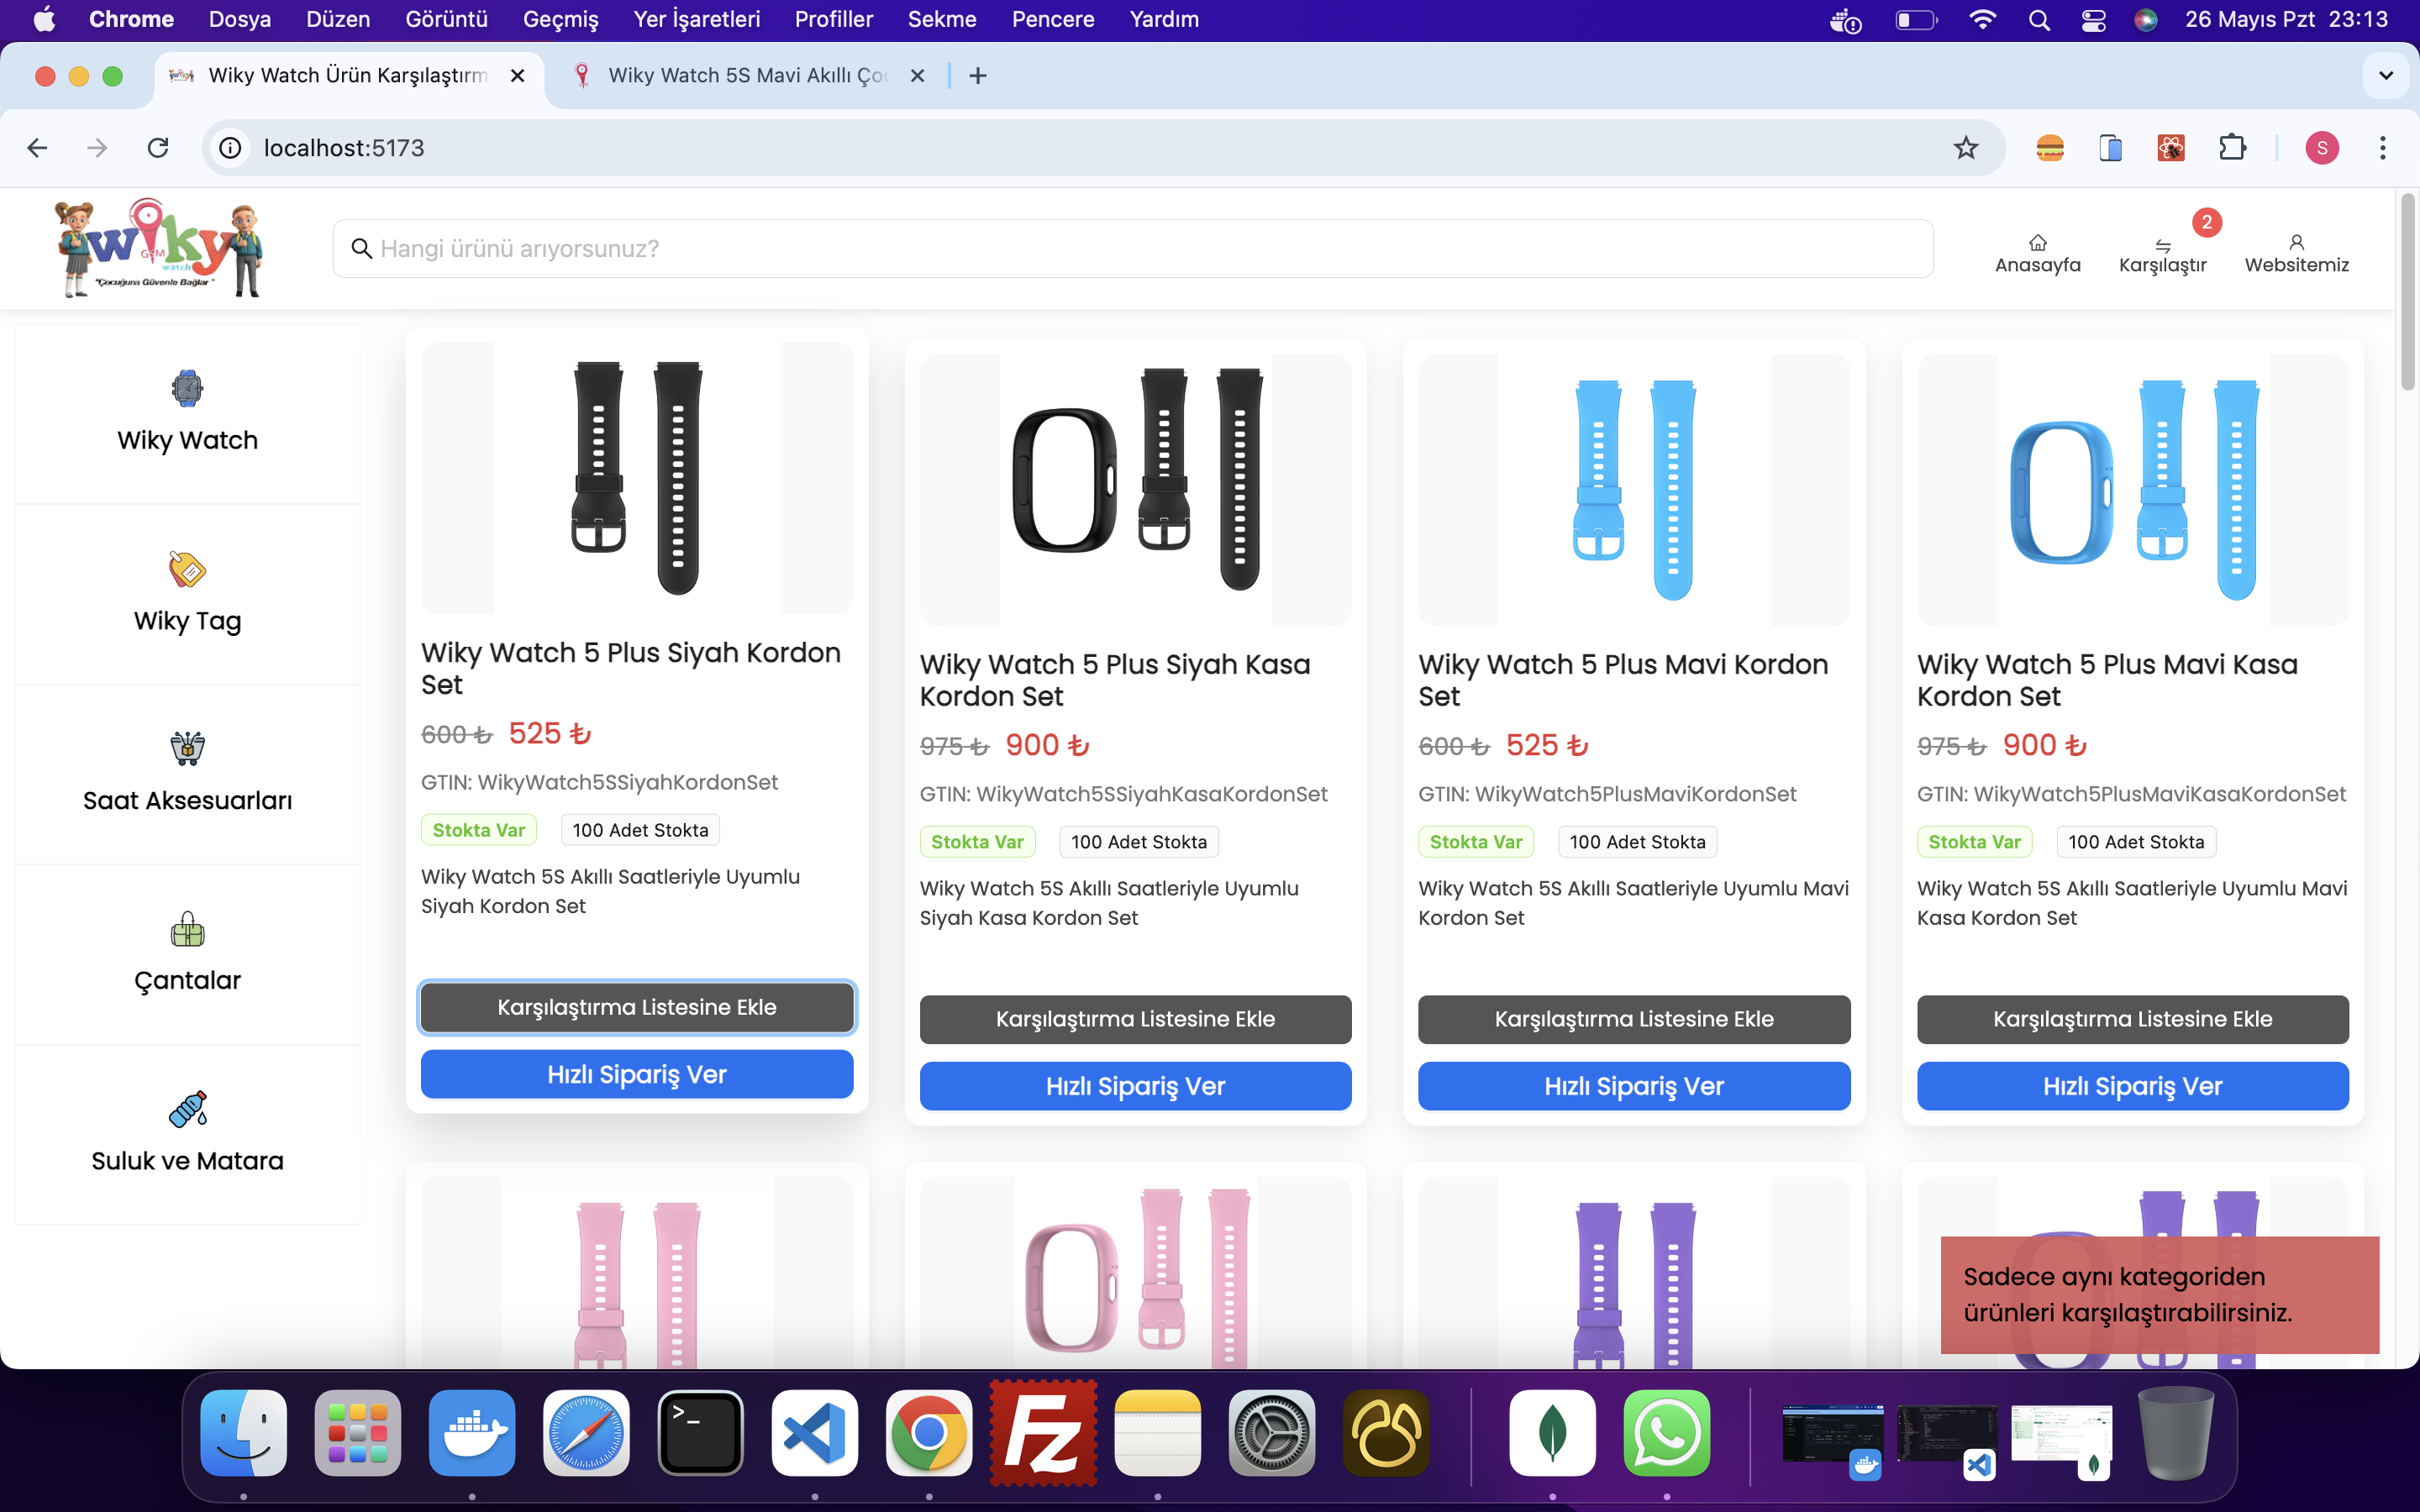 Chrome Dosya Düzen Görüntü Geçmiş Yer İşaretleri Profiller Sekme Pencere Yardım 26 Mayıs Pzt 23:13
Wiky Watch Ürün Karşılaştırm
Wiky Watch 5S Mavi Akıllı Ço
localhost:5173
S
wiky
GSM
watch
"Çocuğuna Güvenle Bağlar"
Hangi ürünü arıyorsunuz?
Anasayfa
2
Karşılaştır
Websitemiz
Wiky Watch
Wiky Tag
Saat Aksesuarları
Çantalar
Suluk ve Matara
Wiky Watch 5 Plus Siyah Kordon
Set
600 ₺ 525 ₺
GTIN: WikyWatch5SSiyahKordonSet
Stokta Var 100 Adet Stokta
Wiky Watch 5S Akıllı Saatleriyle Uyumlu
Siyah Kordon Set
Karşılaştırma Listesine Ekle
Hızlı Sipariş Ver
Wiky Watch 5 Plus Siyah Kasa
Kordon Set
975 ₺ 900 ₺
GTIN: WikyWatch5SSiyahKasaKordonSet
Stokta Var 100 Adet Stokta
Wiky Watch 5S Akıllı Saatleriyle Uyumlu
Siyah Kasa Kordon Set
Karşılaştırma Listesine Ekle
Hızlı Sipariş Ver
Wiky Watch 5 Plus Mavi Kordon
Set
600 ₺ 525 ₺
GTIN: WikyWatch5PlusMaviKordonSet
Stokta Var 100 Adet Stokta
Wiky Watch 5S Akıllı Saatleriyle Uyumlu Mavi
Kordon Set
Karşılaştırma Listesine Ekle
Hızlı Sipariş Ver
Wiky Watch 5 Plus Mavi Kasa
Kordon Set
975 ₺ 900 ₺
GTIN: WikyWatch5PlusMaviKasaKordonSet
Stokta Var 100 Adet Stokta
Wiky Watch 5S Akıllı Saatleriyle Uyumlu Mavi
Kasa Kordon Set
Karşılaştırma Listesine Ekle
Hızlı Sipariş Ver
Sadece aynı kategoriden
ürünleri karşılaştırabilirsiniz.
Fz